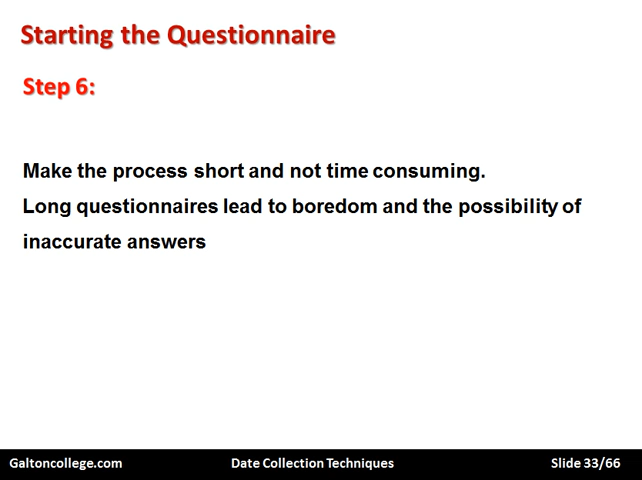 Starting the Questionnaire
Step 6:
Make the process short and not time consuming.
Long questionnaires lead to boredom and the possibility of
inaccurate answers
Galtoncollege.com
Date Collection Techniques
Slide 33/66